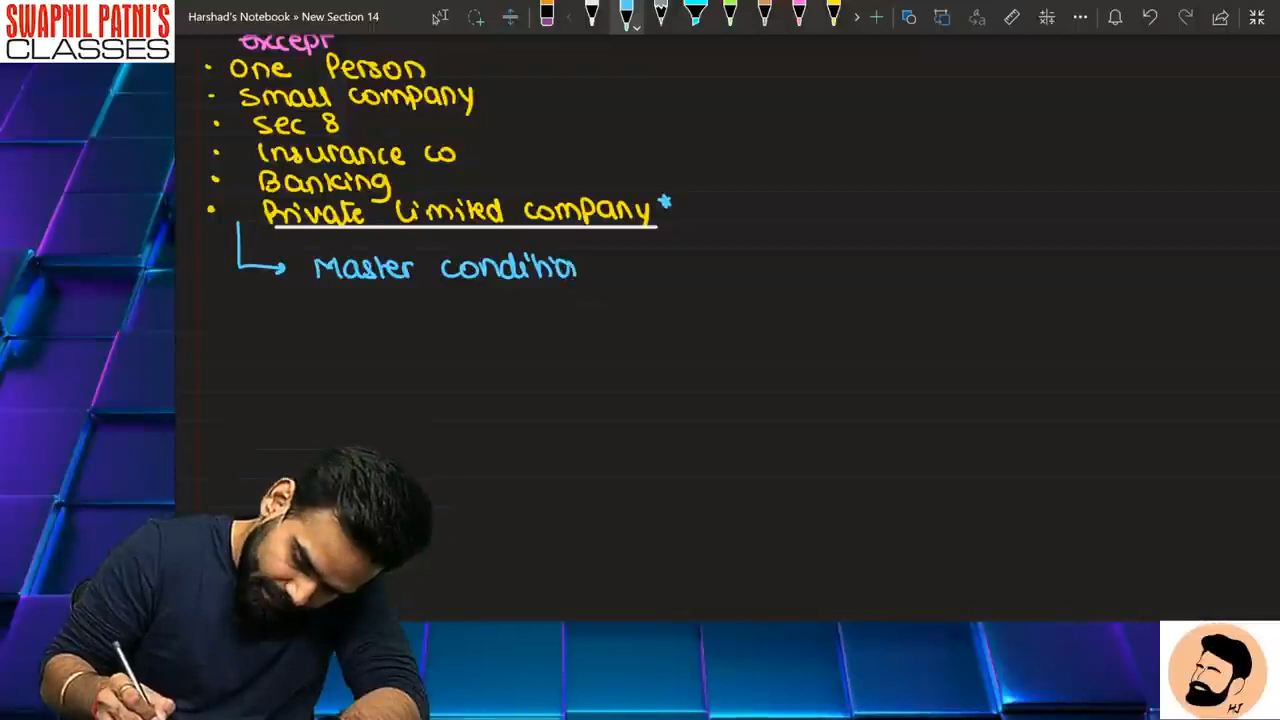 SWAPNIL PATNI'S
CLASSES
Harshad's Notebook » New Section 14
except
• One Person
• Small company
• Sec 8
• Insurance co
• Banking
• Private Limited company *
Master condition
HJ